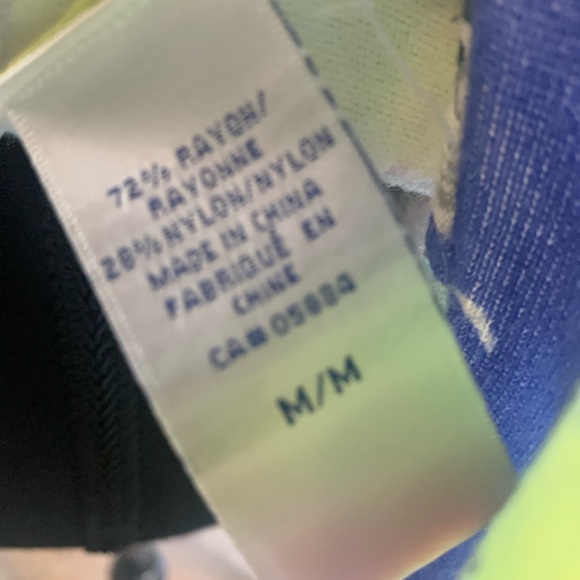 72% RAYON/
RAYONNE
28% NYLON/NYLON
MADE IN CHINA
FABRIQUÉ EN
CHINE
CA# 05884
M/M